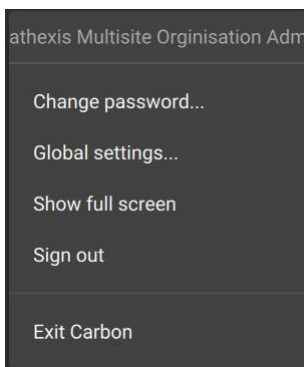 athexis Multisite Orginisation Adm
Change password...
Global settings...
Show full screen
Sign out
Exit Carbon